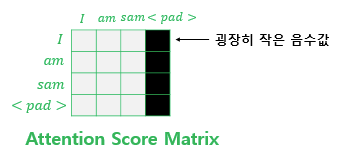 I am sam < pad >
I
am
sam
< pad >
굉장히 작은 음수값
Attention Score Matrix